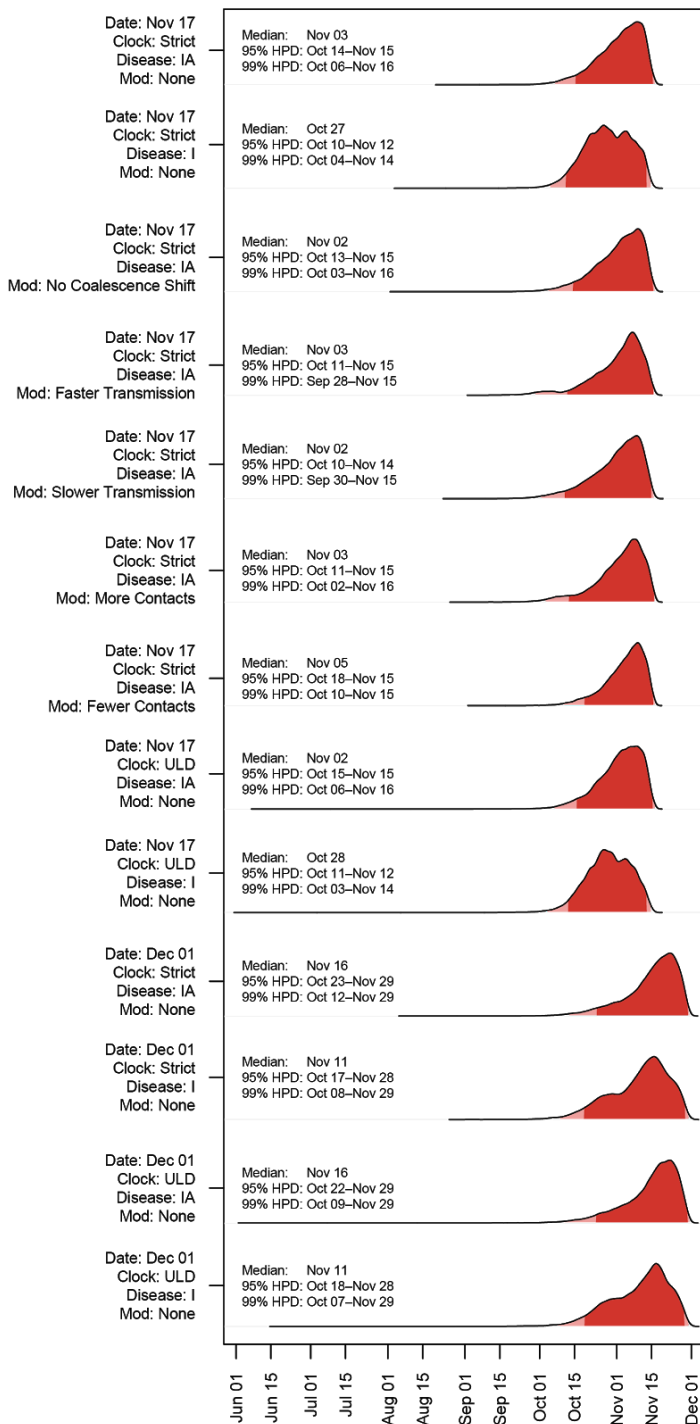 Date: Nov 17
Clock: Strict
Disease: IA
Mod: None
Median: Nov 03
95% HPD: Oct 14–Nov 15
99% HPD: Oct 06–Nov 16
Date: Nov 17
Clock: Strict
Disease: I
Mod: None
Median: Oct 27
95% HPD: Oct 10–Nov 12
99% HPD: Oct 04–Nov 14
Date: Nov 17
Clock: Strict
Disease: IA
Mod: No Coalescence Shift
Median: Nov 02
95% HPD: Oct 13–Nov 15
99% HPD: Oct 03–Nov 16
Date: Nov 17
Clock: Strict
Disease: IA
Mod: Faster Transmission
Median: Nov 03
95% HPD: Oct 11–Nov 15
99% HPD: Sep 28–Nov 15
Date: Nov 17
Clock: Strict
Disease: IA
Mod: Slower Transmission
Median: Nov 02
95% HPD: Oct 10–Nov 14
99% HPD: Sep 30–Nov 15
Date: Nov 17
Clock: Strict
Disease: IA
Mod: More Contacts
Median: Nov 03
95% HPD: Oct 11–Nov 15
99% HPD: Oct 02–Nov 16
Date: Nov 17
Clock: Strict
Disease: IA
Mod: Fewer Contacts
Median: Nov 05
95% HPD: Oct 18–Nov 15
99% HPD: Oct 10–Nov 15
Date: Nov 17
Clock: ULD
Disease: IA
Mod: None
Median: Nov 02
95% HPD: Oct 15–Nov 15
99% HPD: Oct 06–Nov 16
Date: Nov 17
Clock: ULD
Disease: I
Mod: None
Median: Oct 28
95% HPD: Oct 11–Nov 12
99% HPD: Oct 03–Nov 14
Date: Dec 01
Clock: Strict
Disease: IA
Mod: None
Median: Nov 16
95% HPD: Oct 23–Nov 29
99% HPD: Oct 12–Nov 29
Date: Dec 01
Clock: Strict
Disease: I
Mod: None
Median: Nov 11
95% HPD: Oct 17–Nov 28
99% HPD: Oct 08–Nov 29
Date: Dec 01
Clock: ULD
Disease: IA
Mod: None
Median: Nov 16
95% HPD: Oct 22–Nov 29
99% HPD: Oct 09–Nov 29
Date: Dec 01
Clock: ULD
Disease: I
Mod: None
Median: Nov 11
95% HPD: Oct 18–Nov 28
99% HPD: Oct 07–Nov 29
Jun 01
Jun 15
Jul 01
Jul 15
Aug 01
Aug 15
Sep 01
Sep 15
Oct 01
Oct 15
Nov 01
Nov 15
Dec 01